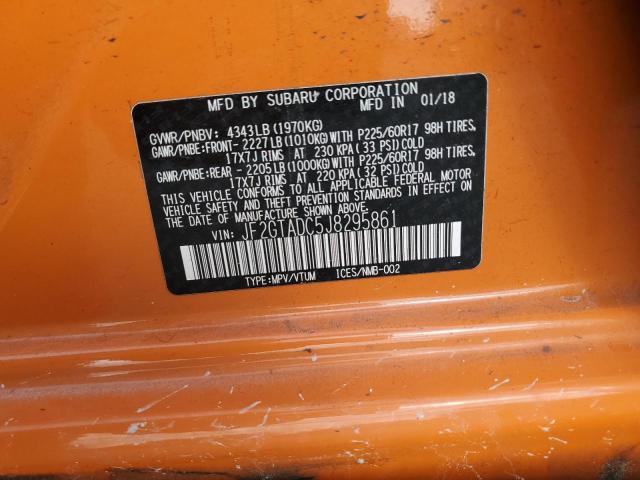 MFD BY SUBARU CORPORATION
MFD IN 01/18
GVWR/PNBV: 4343LB (1970KG)
GAWR/PNBE:FRONT- 2227LB (1010KG) WITH P225/60R17 98H TIRES,
17X7J RIMS AT 230 KPA (33 PSI) COLD
GAWR/PNBE:REAR - 2205LB (1000KG) WITH P225/60R17 98H TIRES,
17X7J RIMS AT 220 KPA (32 PSI) COLD
THIS VEHICLE CONFORMS TO ALL APPLICABLE FEDERAL MOTOR
VEHICLE SAFETY AND THEFT PREVENTION STANDARDS IN EFFECT ON
THE DATE OF MANUFACTURE SHOWN ABOVE.
VIN: JF2GTADC5J8295861
TYPE:MPV/VTUM ICES/NMB-002